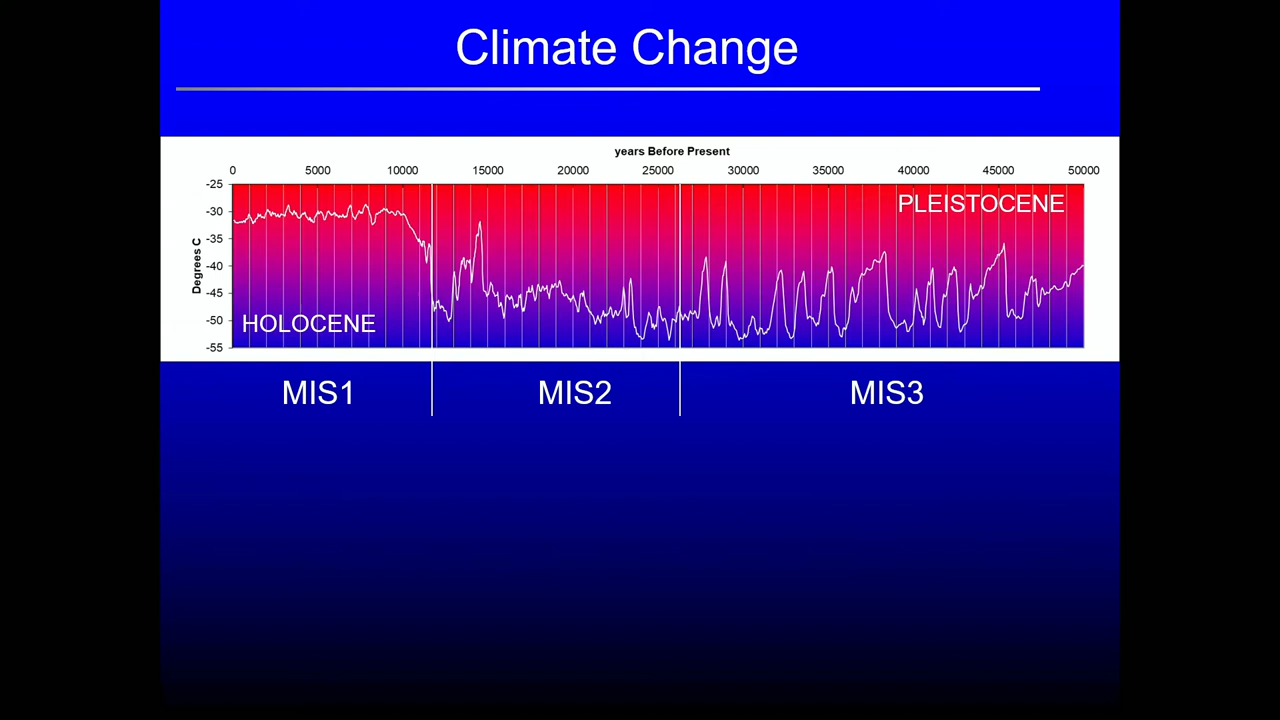 Climate Change
years Before Present
0 5000 10000 15000 20000 25000 30000 35000 40000 45000 50000
-25
-30
-35
-40
-45
-50
-55
Degrees C
PLEISTOCENE
HOLOCENE
MIS1 MIS2 MIS3